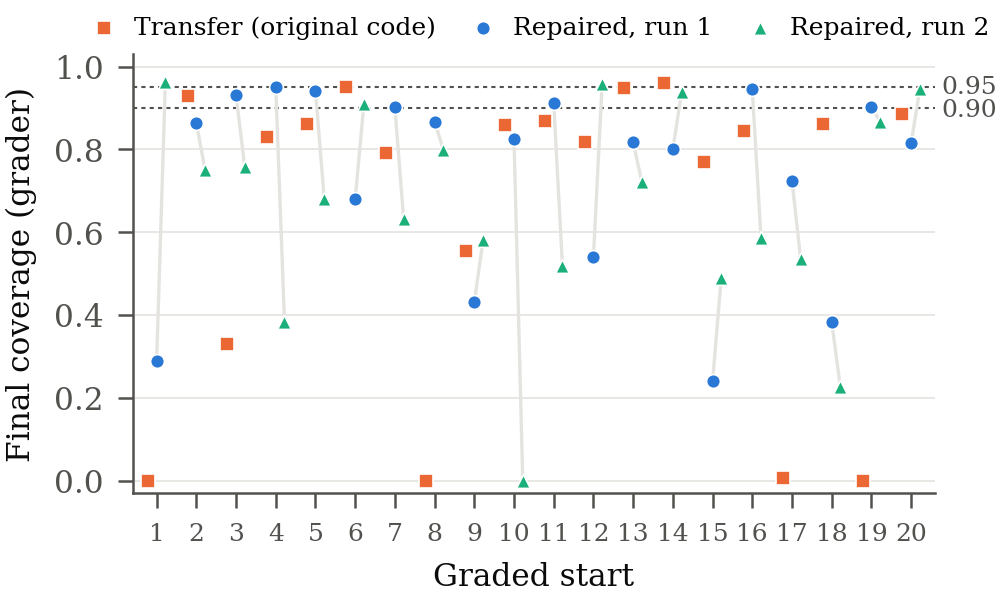 Transfer (original code) Repaired, run 1 Repaired, run 2
1.0
0.95
0.90
0.8
0.6
0.4
0.2
0.0
Final coverage (grader)
1 2 3 4 5 6 7 8 9 10 11 12 13 14 15 16 17 18 19 20
Graded start